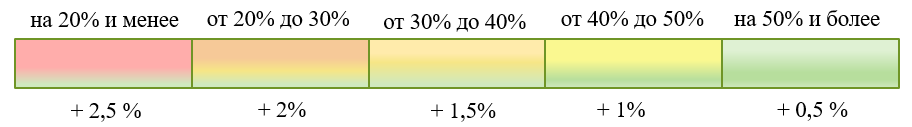 на 20% и менее от 20% до 30% от 30% до 40% от 40% до 50% на 50% и более
+ 2,5 % + 2% + 1,5% + 1% + 0,5 %